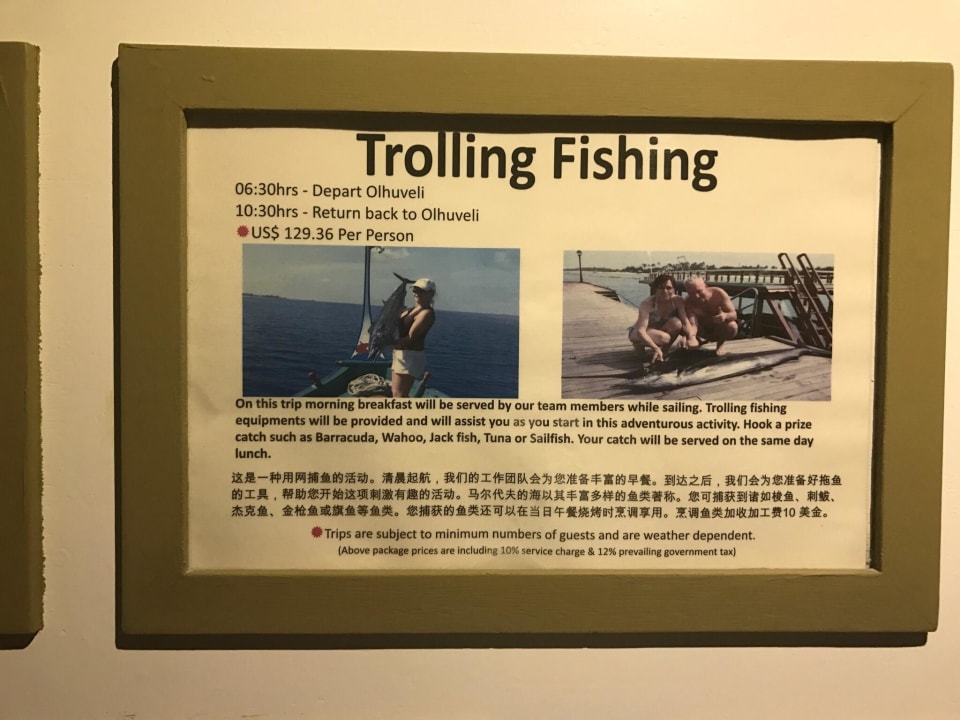 Trolling Fishing
06:30hrs - Depart Olhuveli
10:30hrs - Return back to Olhuveli
US$ 129.36 Per Person
On this trip morning breakfast will be served by our team members while sailing. Trolling fishing
equipments will be provided and will assist you as you start in this adventurous activity. Hook a prize
catch such as Barracuda, Wahoo, Jack fish, Tuna or Sailfish. Your catch will be served on the same day
lunch.
这是一种用网捕鱼的活动。清晨起航，我们的工作团队会为您准备丰富的早餐。到达之后，我们会为您准备好拖鱼
的工具，帮助您开始这项刺激有趣的活动。马尔代夫的海以其丰富多样的鱼类著称。您可捕获到诸如梭鱼、刺鲅、
杰克鱼、金枪鱼或旗鱼等鱼类。您捕获的鱼类还可以在当日午餐烧烤时烹调享用。烹调鱼类加收加工费10 美金。
Trips are subject to minimum numbers of guests and are weather dependent.
(Above package prices are including 10% service charge & 12% prevailing government tax)